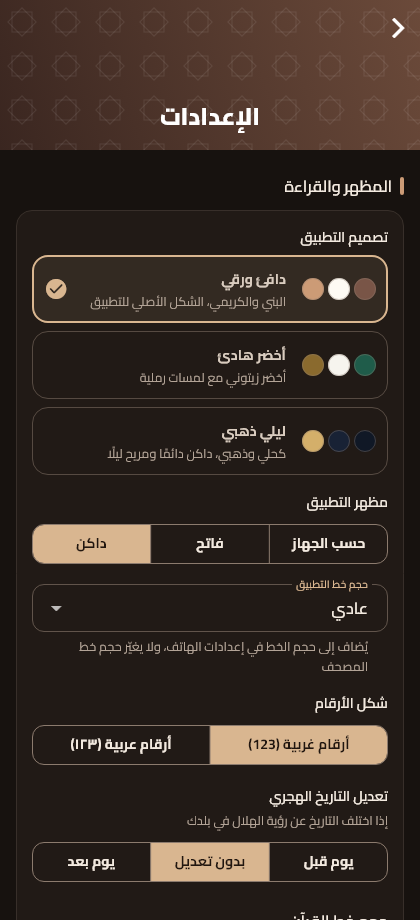 الإعدادات
المظهر والقراءة
تصميم التطبيق
دافئ ورقي
البني والكريمي، الشكل الأصلي للتطبيق
أخضر هادئ
أخضر زيتوني مع لمسات رملية
ليلي ذهبي
كحلي وذهبي، داكن دائمًا ومريح ليلًا
مظهر التطبيق
حسب الجهاز
فاتح
داكن
حجم خط التطبيق
عادي
يُضاف إلى حجم الخط في إعدادات الهاتف، ولا يغيّر حجم خط
المصحف
شكل الأرقام
أرقام غربية (123)
أرقام عربية (١٢٣)
تعديل التاريخ الهجري
إذا اختلف التاريخ عن رؤية الهلال في بلدك
يوم قبل
بدون تعديل
يوم بعد